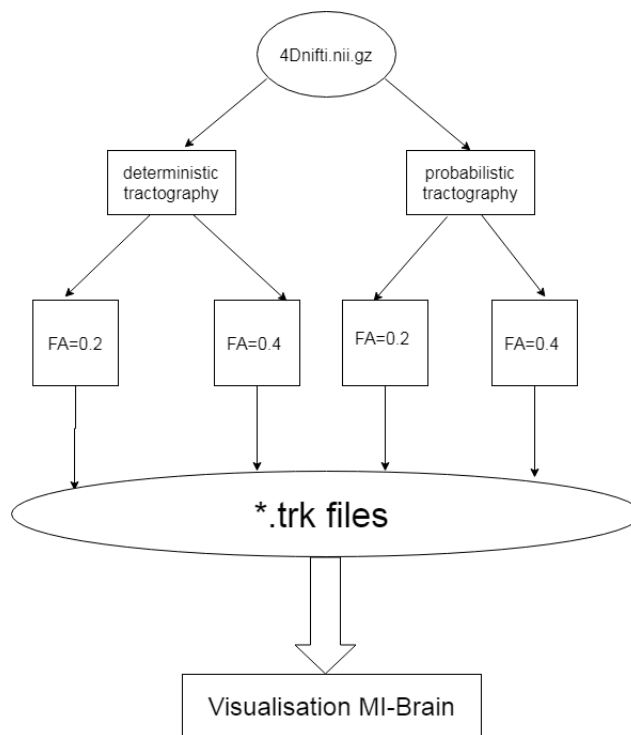 4Dnifti.nii.gz
deterministic
tractography
probabilistic
tractography
FA=0.2
FA=0.4
FA=0.2
FA=0.4
*.trk files
Visualisation MI-Brain